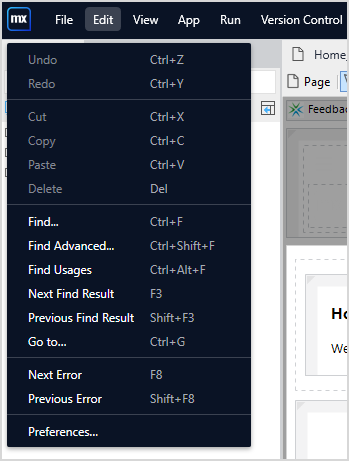 mx File Edit View App Run Version Control
Home_
Page
Feedbac
Undo Ctrl+Z
Redo Ctrl+Y
Cut Ctrl+X
Copy Ctrl+C
Paste Ctrl+V
Delete Del
Find... Ctrl+F
Find Advanced... Ctrl+Shift+F
Find Usages Ctrl+Alt+F
Next Find Result F3
Previous Find Result Shift+F3
Go to... Ctrl+G
Next Error F8
Previous Error Shift+F8
Preferences...
Ho
We